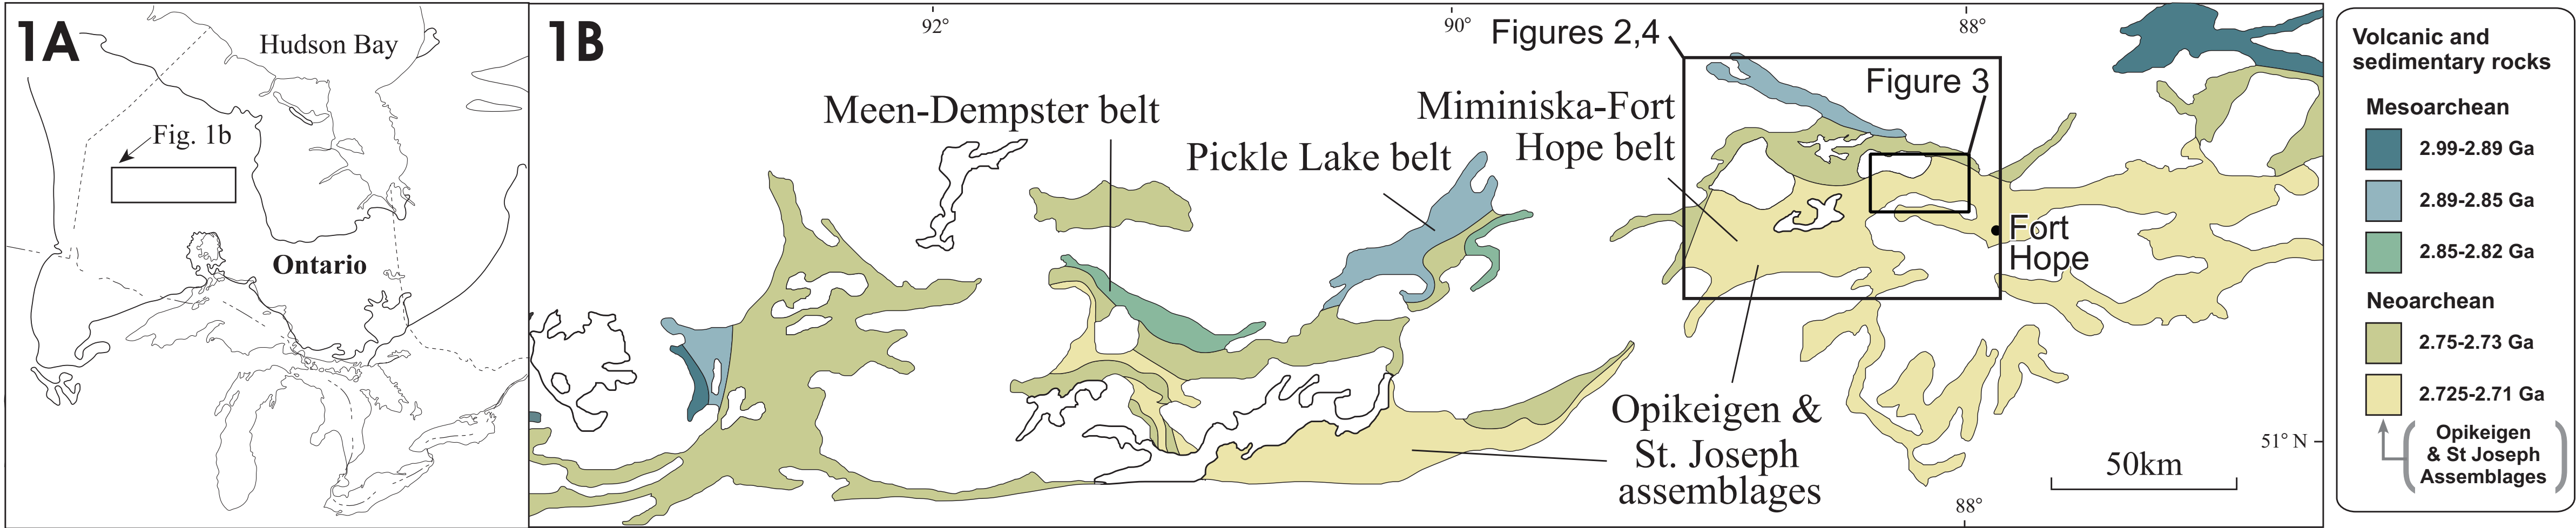 1A
Hudson Bay
Fig. 1b
Ontario
1B
92°
90°
88°
Figures 2,4
Figure 3
Meen-Dempster belt
Pickle Lake belt
Miminiska-Fort
Hope belt
Fort
Hope
Opikeigen &
St. Joseph
assemblages
51° N
50km
88°
Volcanic and
sedimentary rocks
Mesoarchean
2.99-2.89 Ga
2.89-2.85 Ga
2.85-2.82 Ga
Neoarchean
2.75-2.73 Ga
2.725-2.71 Ga
Opikeigen
& St Joseph
Assemblages